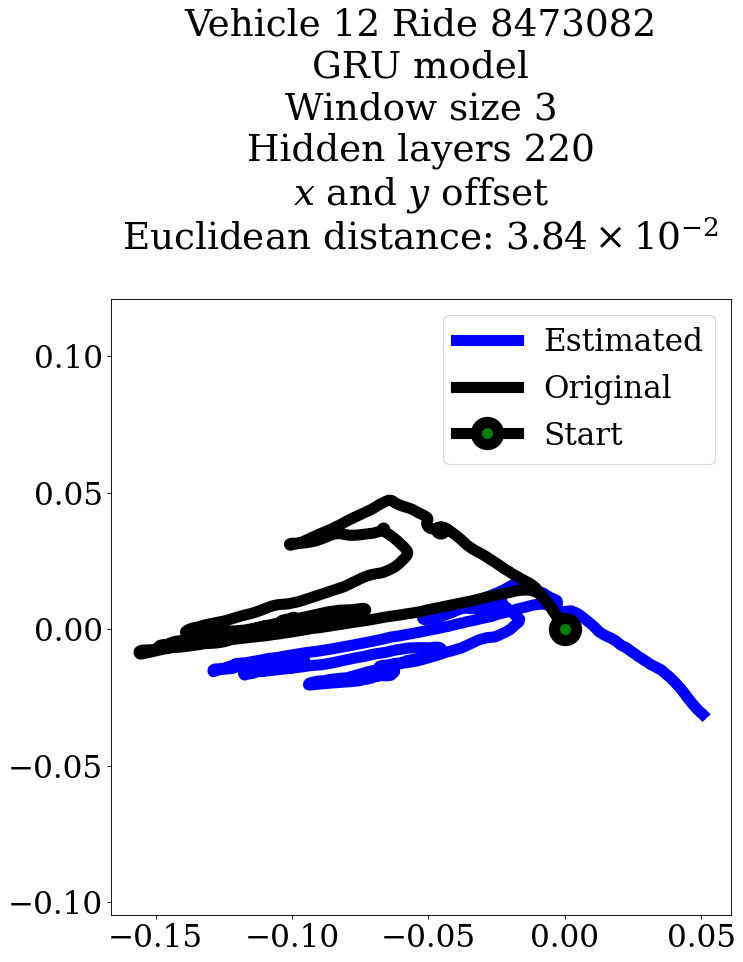 Vehicle 12 Ride 8473082
GRU model
Window size 3
Hidden layers 220
x and y offset
Euclidean distance: 3.84 × 10⁻²
Estimated
Original
Start
0.10
0.05
0.00
−0.05
−0.10
−0.15 −0.10 −0.05 0.00 0.05